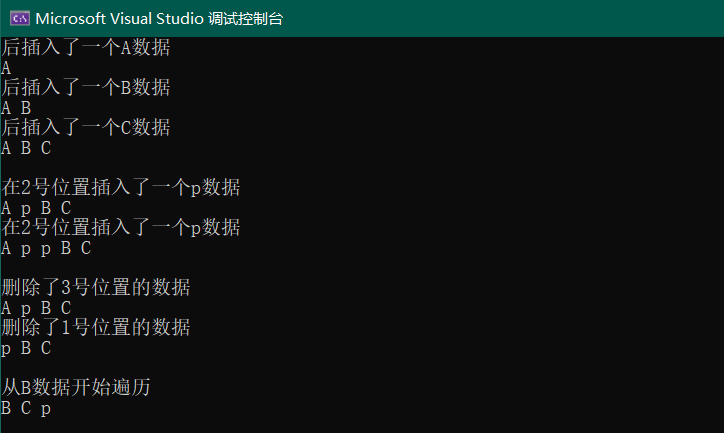 Microsoft Visual Studio 调试控制台
后插入了一个A数据
A
后插入了一个B数据
A B
后插入了一个C数据
A B C
在2号位置插入了一个p数据
A p B C
在2号位置插入了一个p数据
A p p B C
删除了3号位置的数据
A p B C
删除了1号位置的数据
p B C
从B数据开始遍历
B C p